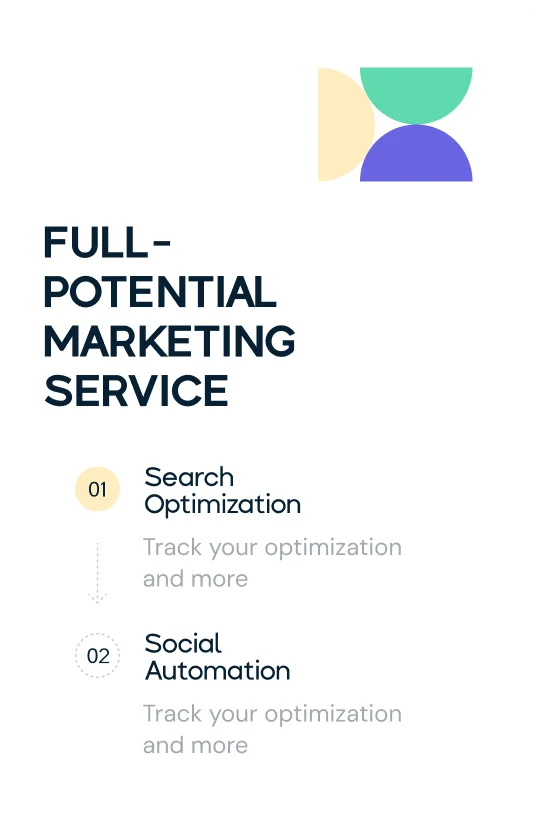 FULL-
POTENTIAL
MARKETING
SERVICE
01
Search
Optimization
Track your optimization
and more
02
Social
Automation
Track your optimization
and more